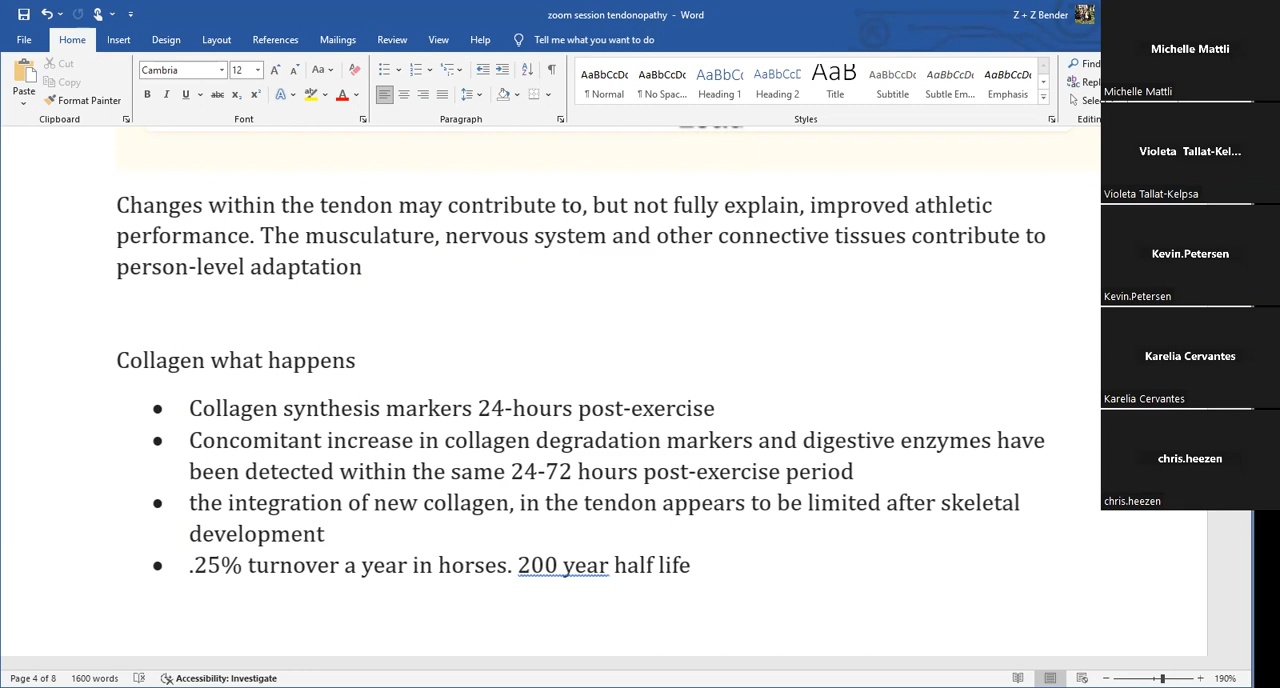 zoom session tendonopathy - Word
Z + Z Bender
File Home Insert Design Layout References Mailings Review View Help Tell me what you want to do
Paste
Cut
Copy
Format Painter
Clipboard
Cambria 12
Font
Paragraph
AaBbCcDc AaBbCcDc AaBbCc AaBbCcD AaB AaBbCcD AaBbCcDc AaBbCcDc
¶ Normal ¶ No Spac... Heading 1 Heading 2 Title Subtitle Subtle Em... Emphasis
Styles
Find
Repl
Sele
Editin
Changes within the tendon may contribute to, but not fully explain, improved athletic
performance. The musculature, nervous system and other connective tissues contribute to
person-level adaptation
Collagen what happens
• Collagen synthesis markers 24-hours post-exercise
• Concomitant increase in collagen degradation markers and digestive enzymes have
been detected within the same 24-72 hours post-exercise period
• the integration of new collagen, in the tendon appears to be limited after skeletal
development
• .25% turnover a year in horses. 200 year half life
Page 4 of 8 1600 words Accessibility: Investigate 190%
Michelle Mattli
Michelle Mattli
Violeta Tallat-Kel...
Violeta Tallat-Kelpsa
Kevin.Petersen
Kevin.Petersen
Karelia Cervantes
Karelia Cervantes
chris.heezen
chris.heezen